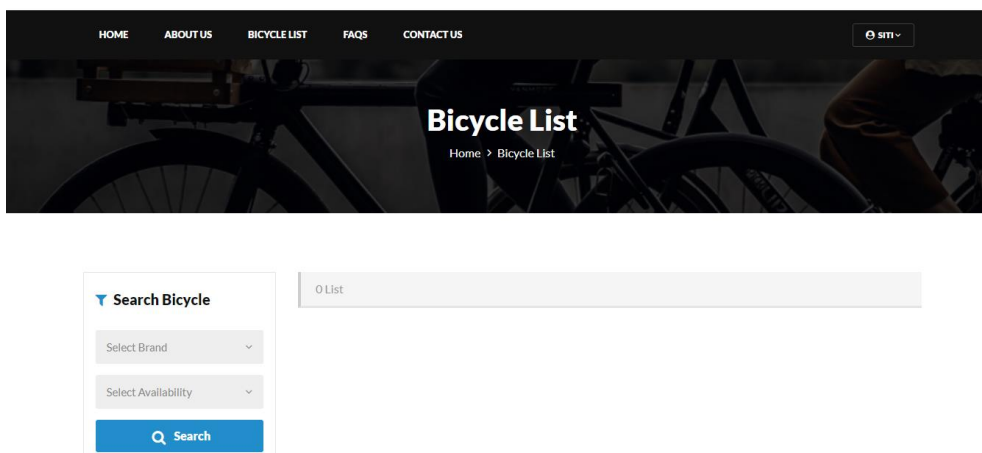 HOME ABOUT US BICYCLE LIST FAQS CONTACT US SITI
Bicycle List
Home > Bicycle List
Search Bicycle
0 List
Select Brand
Select Availability
Search